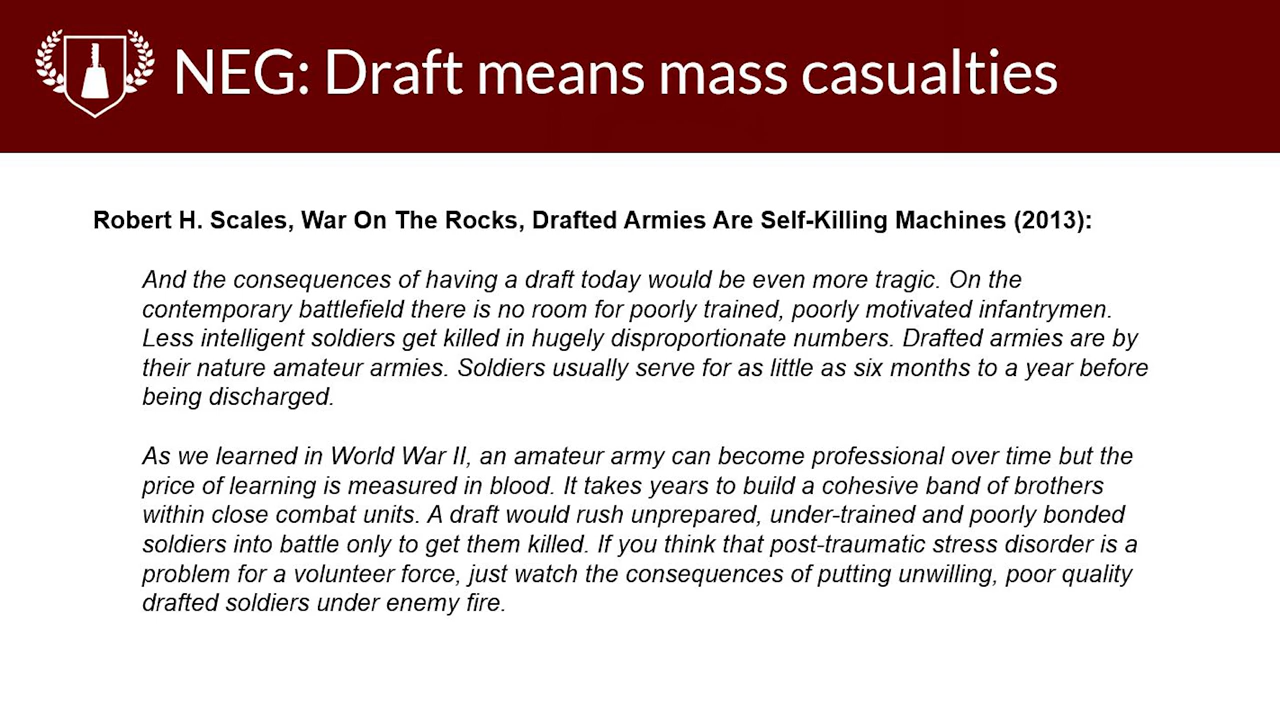 NEG: Draft means mass casualties
Robert H. Scales, War On The Rocks, Drafted Armies Are Self-Killing Machines (2013):
And the consequences of having a draft today would be even more tragic. On the
contemporary battlefield there is no room for poorly trained, poorly motivated infantrymen.
Less intelligent soldiers get killed in hugely disproportionate numbers. Drafted armies are by
their nature amateur armies. Soldiers usually serve for as little as six months to a year before
being discharged.
As we learned in World War II, an amateur army can become professional over time but the
price of learning is measured in blood. It takes years to build a cohesive band of brothers
within close combat units. A draft would rush unprepared, under-trained and poorly bonded
soldiers into battle only to get them killed. If you think that post-traumatic stress disorder is a
problem for a volunteer force, just watch the consequences of putting unwilling, poor quality
drafted soldiers under enemy fire.